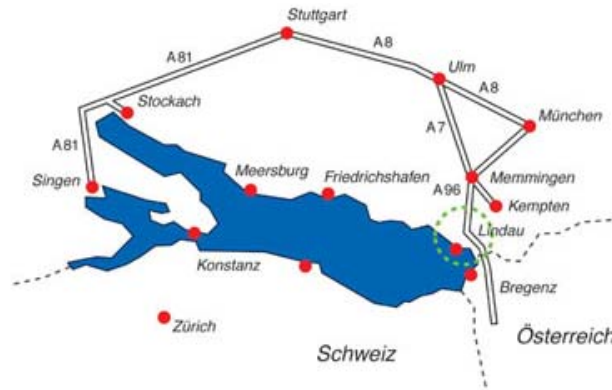 Stuttgart
A81
A8
Ulm
A8
Stockach
A7
München
A81
Singen
Meersburg
Friedrichshafen
Memmingen
A96
Kempten
Lindau
Konstanz
Bregenz
Zürich
Schweiz
Österreich